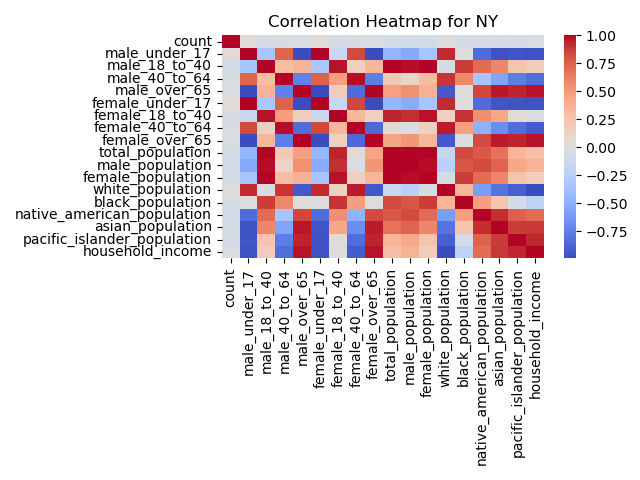 Correlation Heatmap for NY
count
male_under_17
male_18_to_40
male_40_to_64
male_over_65
female_under_17
female_18_to_40
female_40_to_64
female_over_65
total_population
male_population
female_population
white_population
black_population
native_american_population
asian_population
pacific_islander_population
household_income
count
male_under_17
male_18_to_40
male_40_to_64
male_over_65
female_under_17
female_18_to_40
female_40_to_64
female_over_65
total_population
male_population
female_population
white_population
black_population
native_american_population
asian_population
pacific_islander_population
household_income
1.00
0.75
0.50
0.25
0.00
−0.25
−0.50
−0.75